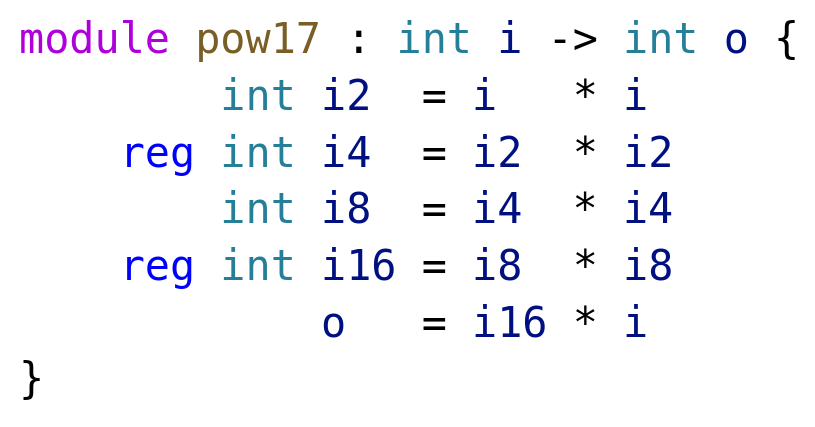 module pow17 : int i -> int o {
        int i2  = i   * i
    reg int i4  = i2  * i2
        int i8  = i4  * i4
    reg int i16 = i8  * i8
            o   = i16 * i
}